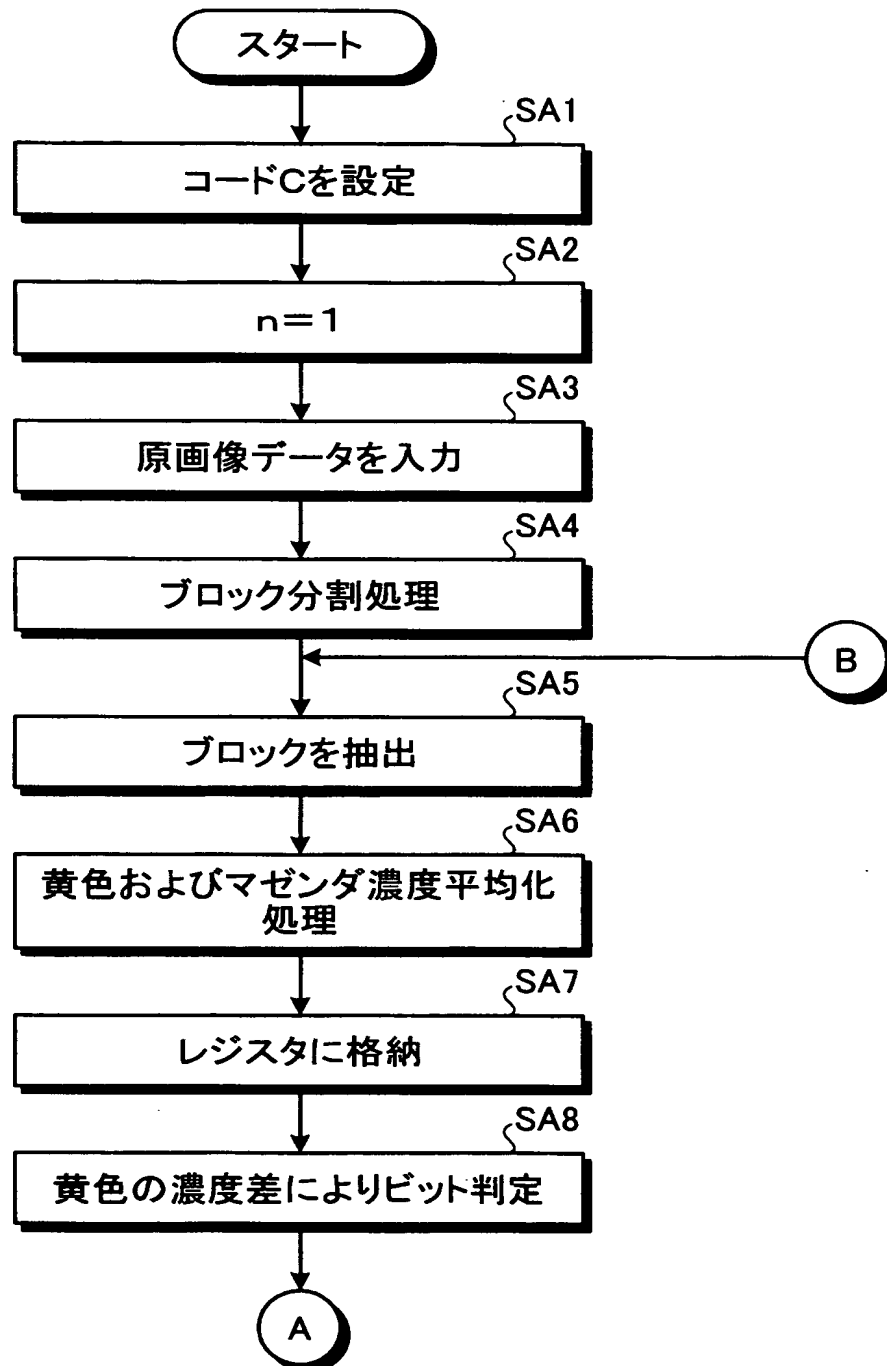 スタート
SA1
コードCを設定
SA2
n=1
SA3
原画像データを入力
SA4
ブロック分割処理
B
SA5
ブロックを抽出
SA6
黄色およびマゼンダ濃度平均化
処理
SA7
レジスタに格納
SA8
黄色の濃度差によりビット判定
A